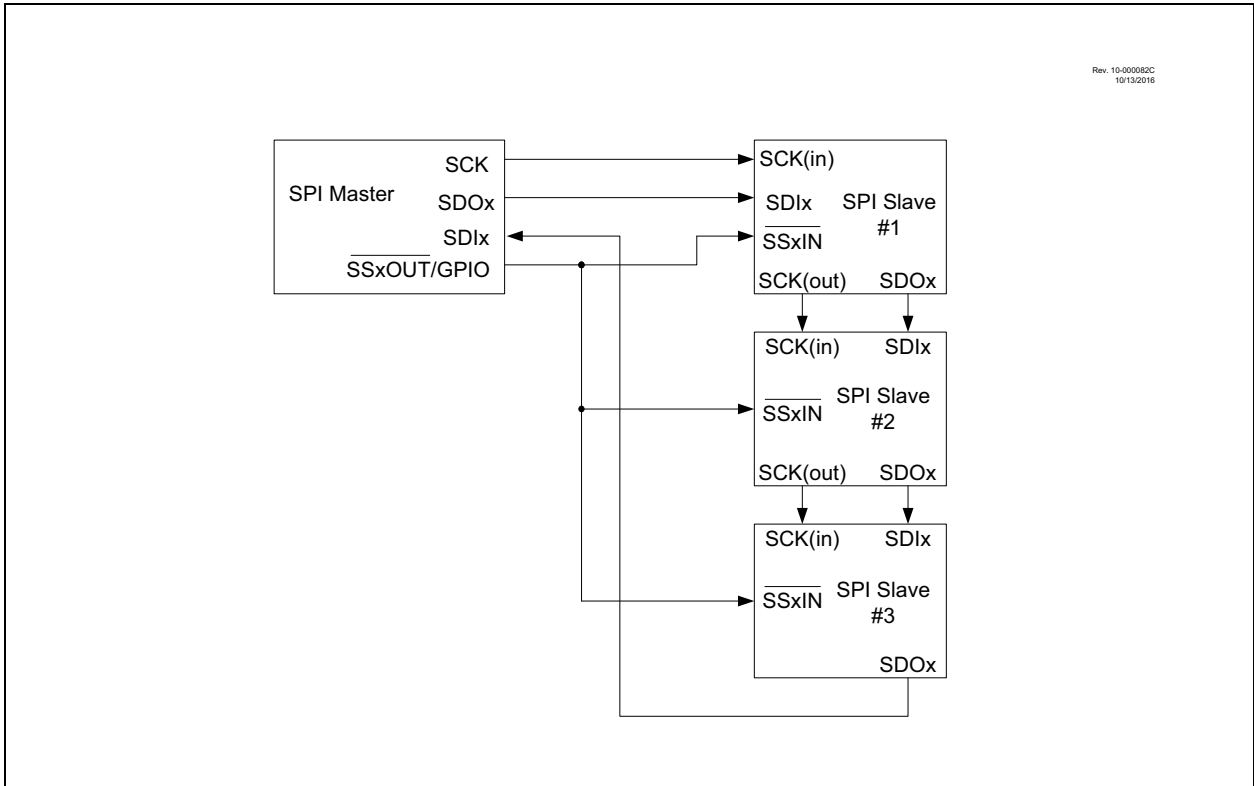 Rev. 10-000082C
10/13/2016
SPI Master
SCK
SDOx
SDIx
SSxOUT/GPIO
SCK(in)
SDIx
SSxIN
SPI Slave
#1
SCK(out) SDOx
SCK(in) SDIx
SSxIN
SPI Slave
#2
SCK(out) SDOx
SCK(in) SDIx
SSxIN
SPI Slave
#3
SDOx